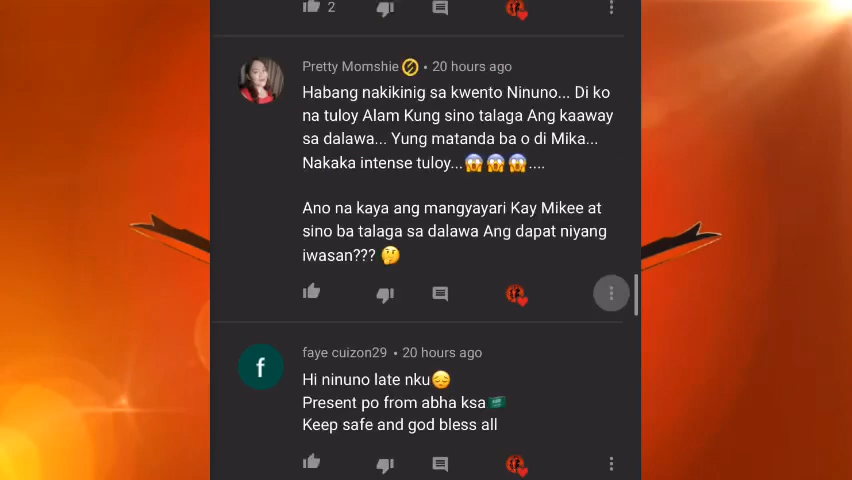 2
Pretty Momshie • 20 hours ago
Habang nakikinig sa kwento Ninuno... Di ko
na tuloy Alam Kung sino talaga Ang kaaway
sa dalawa... Yung matanda ba o di Mika...
Nakaka intense tuloy...😱😱😱....
Ano na kaya ang mangyayari Kay Mikee at
sino ba talaga sa dalawa Ang dapat niyang
iwasan??? 🤔
f
faye cuizon29 • 20 hours ago
Hi ninuno late nku😔
Present po from abha ksa🇸🇦
Keep safe and god bless all